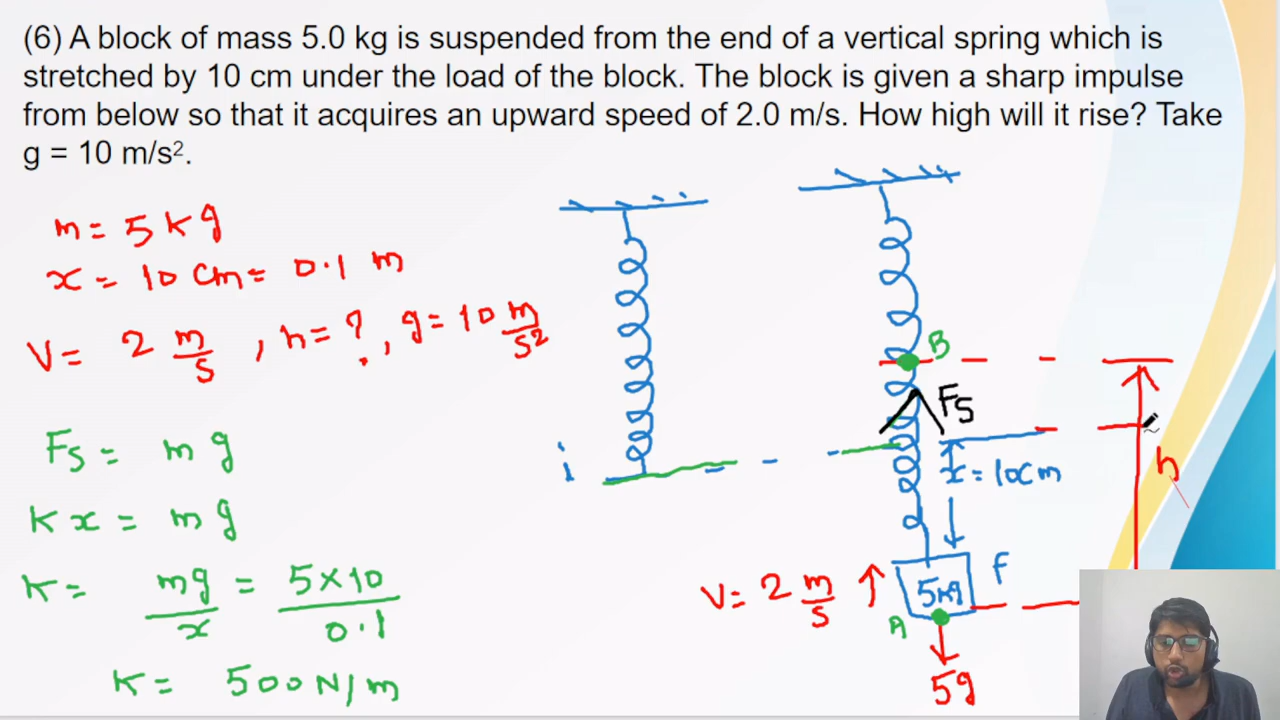 (6) A block of mass 5.0 kg is suspended from the end of a vertical spring which is
stretched by 10 cm under the load of the block. The block is given a sharp impulse
from below so that it acquires an upward speed of 2.0 m/s. How high will it rise? Take
g = 10 m/s².
m = 5 kg
x = 10 cm = 0.1 m
V = 2 m/s , h = ? , g = 10 m/s²
Fs = mg
Kx = mg
K = mg/x = 5×10/0.1
K = 500 N/m
B
Fs
i
x = 10cm
h
V = 2 m/s
5kg
f
A
5g